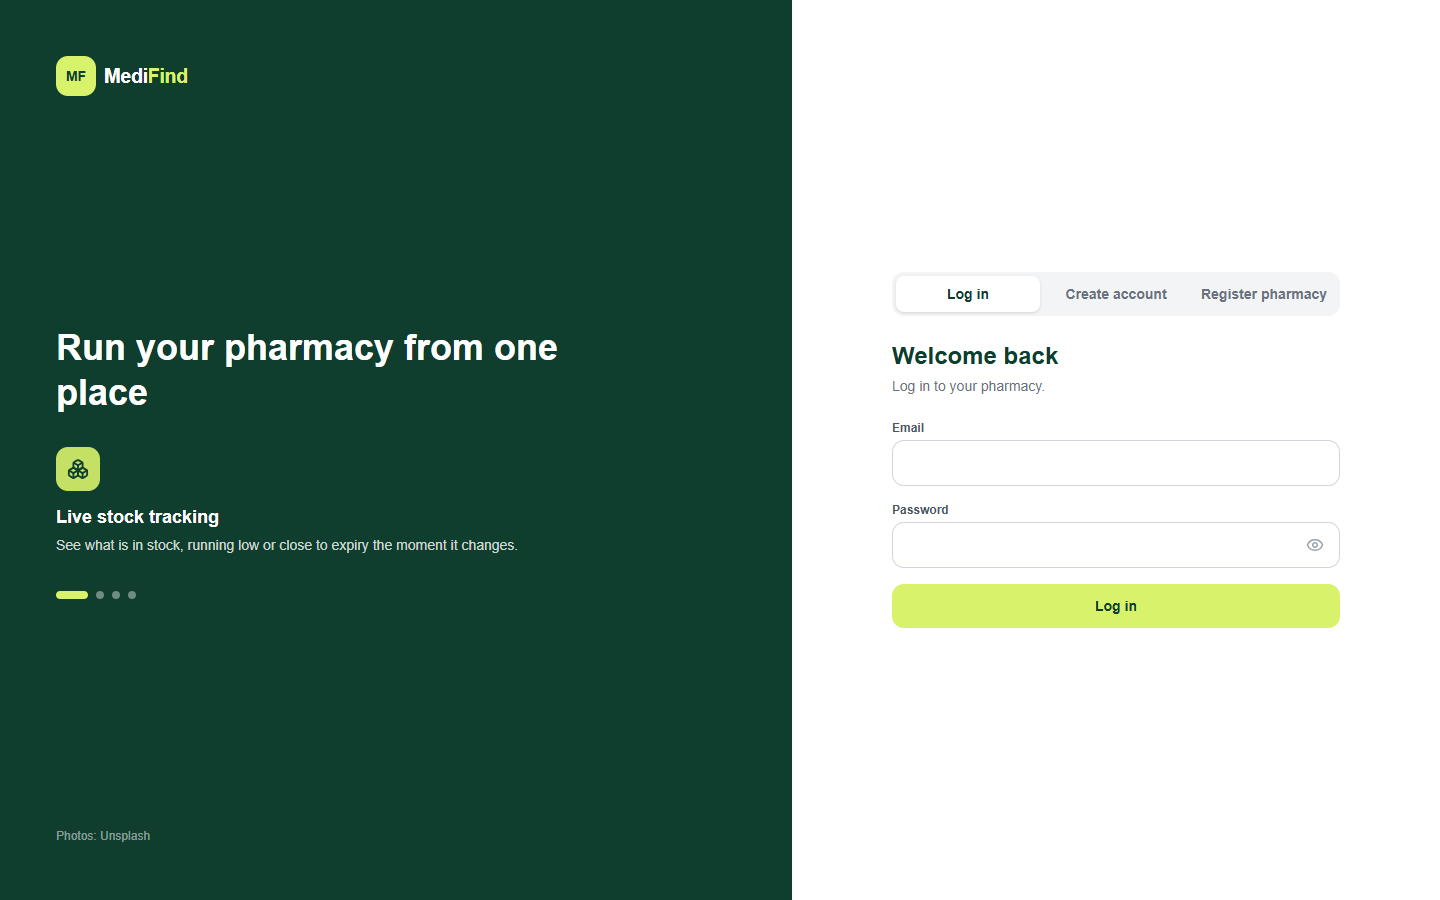 MF MediFind
Run your pharmacy from one
place
Live stock tracking
See what is in stock, running low or close to expiry the moment it changes.
Photos: Unsplash
Log in Create account Register pharmacy
Welcome back
Log in to your pharmacy.
Email
Password
Log in